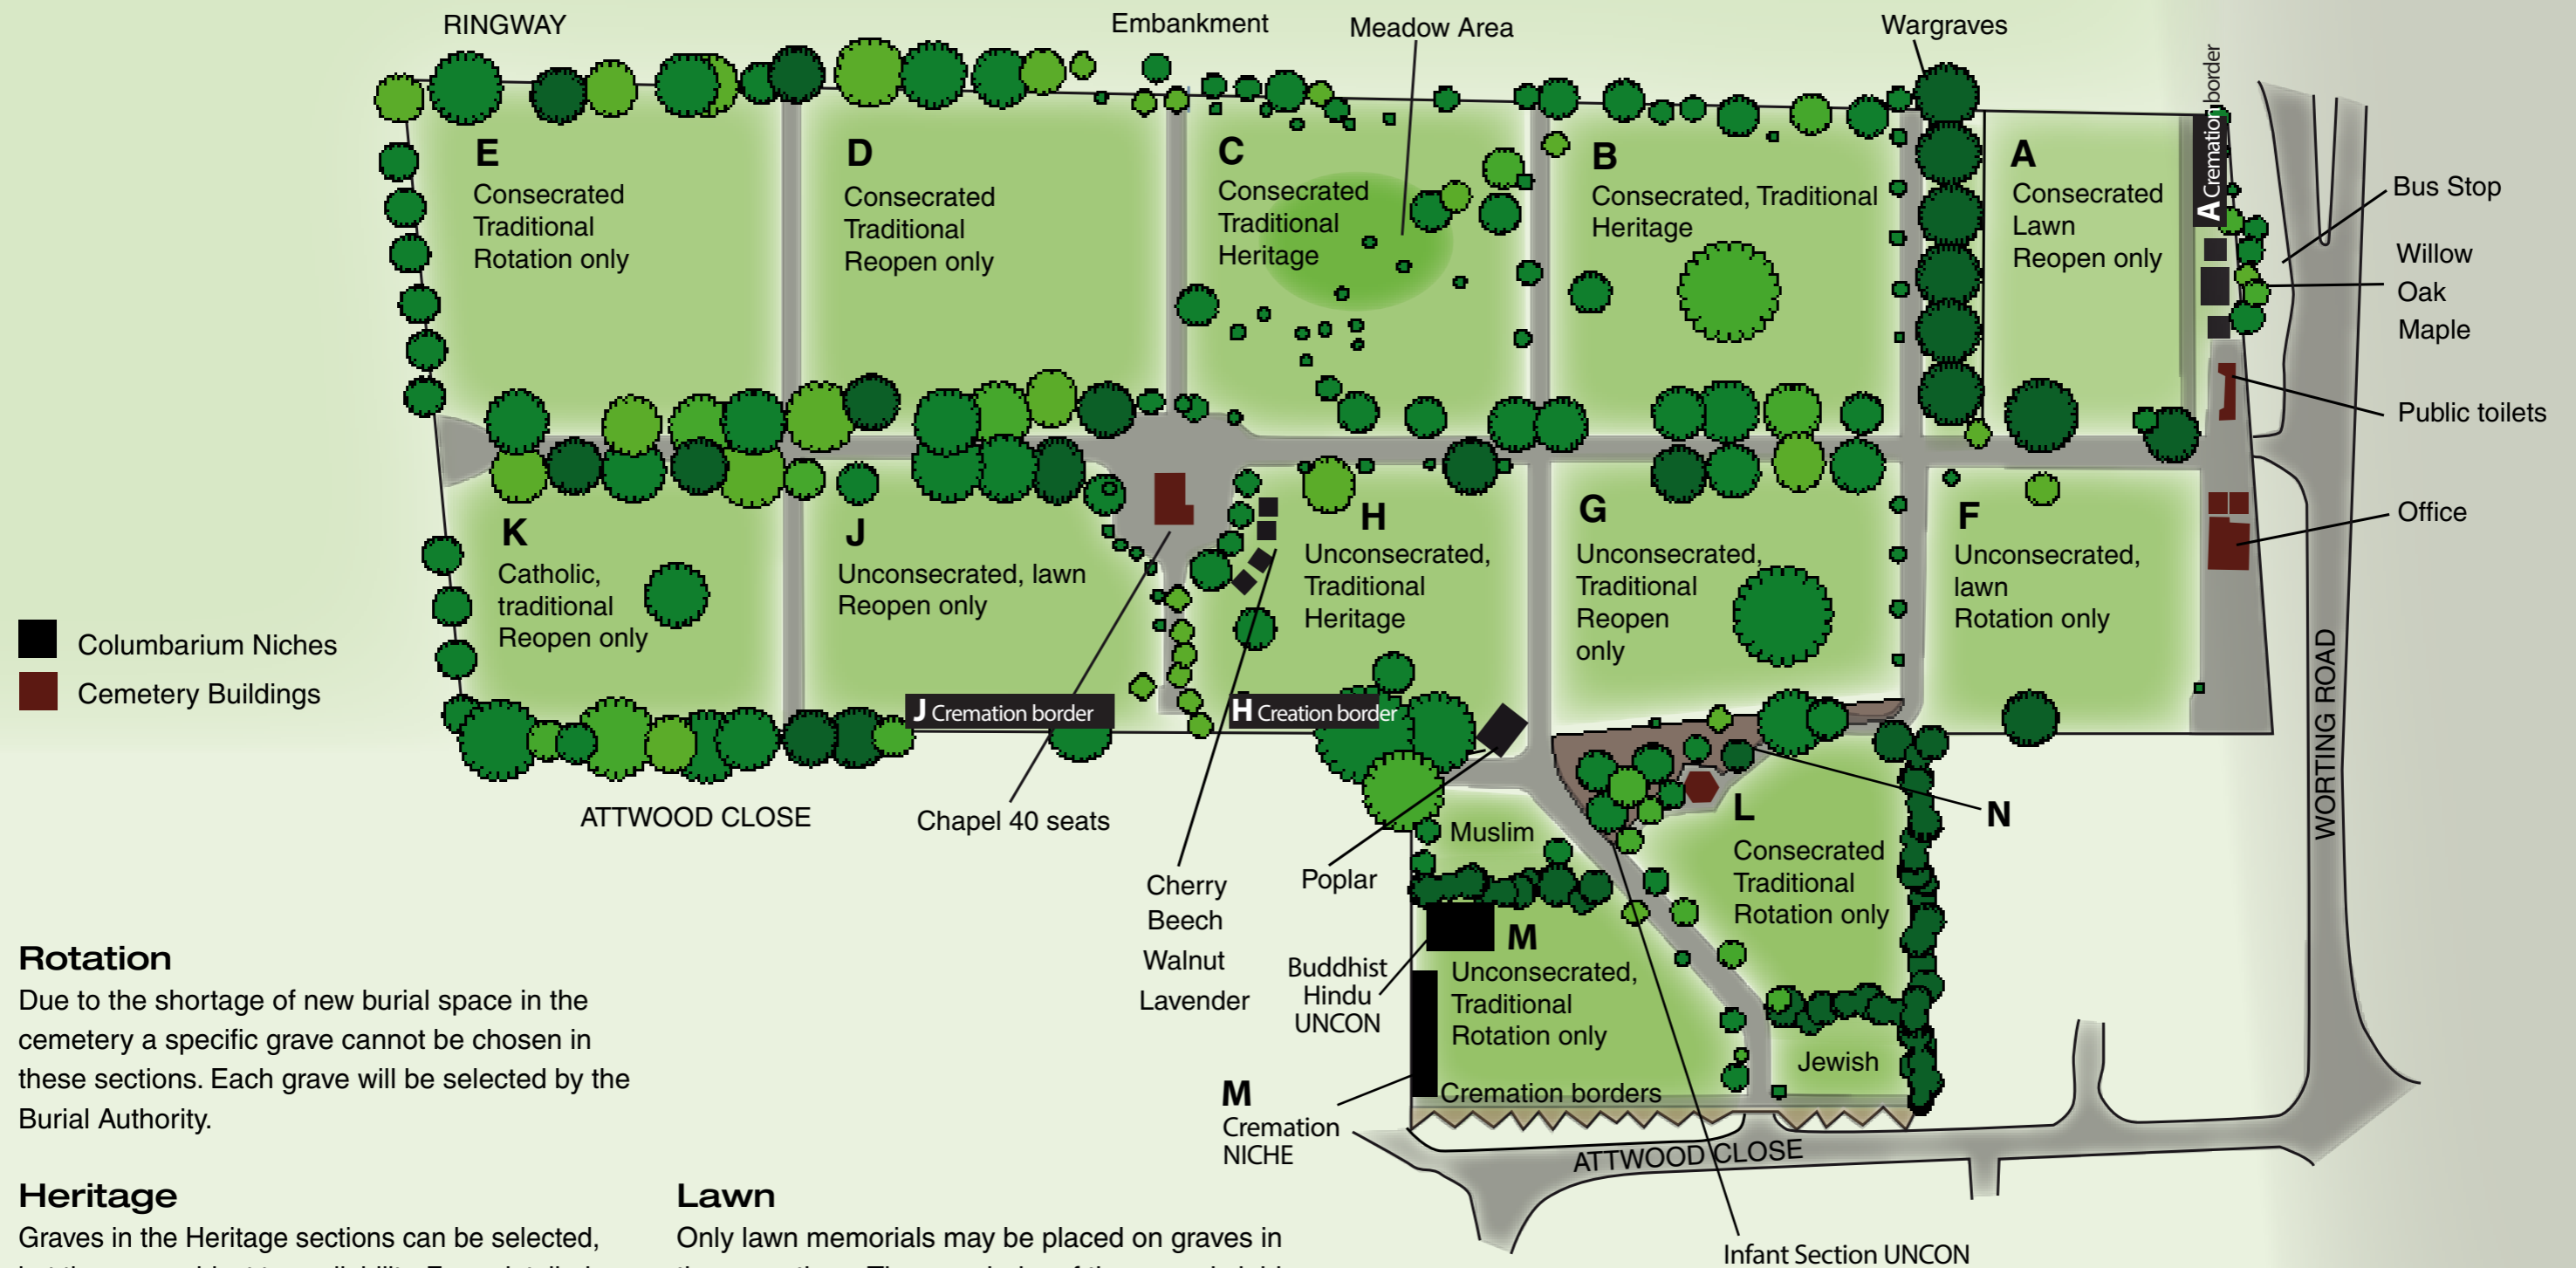 RINGWAY
Embankment
Meadow Area
Wargraves
E
Consecrated
Traditional
Rotation only
D
Consecrated
Traditional
Reopen only
C
Consecrated
Traditional
Heritage
B
Consecrated, Traditional
Heritage
A
Consecrated
Lawn
Reopen only
A Cremation border
Bus Stop
Willow
Oak
Maple
Public toilets
Office
K
Catholic,
traditional
Reopen only
J
Unconsecrated, lawn
Reopen only
H
Unconsecrated,
Traditional
Heritage
G
Unconsecrated,
Traditional
Reopen
only
F
Unconsecrated,
lawn
Rotation only
Columbarium Niches
Cemetery Buildings
J Cremation border
H Creation border
ATTWOOD CLOSE
Chapel 40 seats
Cherry
Beech
Walnut
Lavender
Poplar
Muslim
L
Consecrated
Traditional
Rotation only
N
WORTING ROAD
Buddhist
Hindu
UNCON
M
Unconsecrated,
Traditional
Rotation only
Cremation borders
Jewish
M
Cremation
NICHE
ATTWOOD CLOSE
Infant Section UNCON
Rotation
Due to the shortage of new burial space in the
cemetery a specific grave cannot be chosen in
these sections. Each grave will be selected by the
Burial Authority.
Heritage
Graves in the Heritage sections can be selected,
Lawn
Only lawn memorials may be placed on graves in